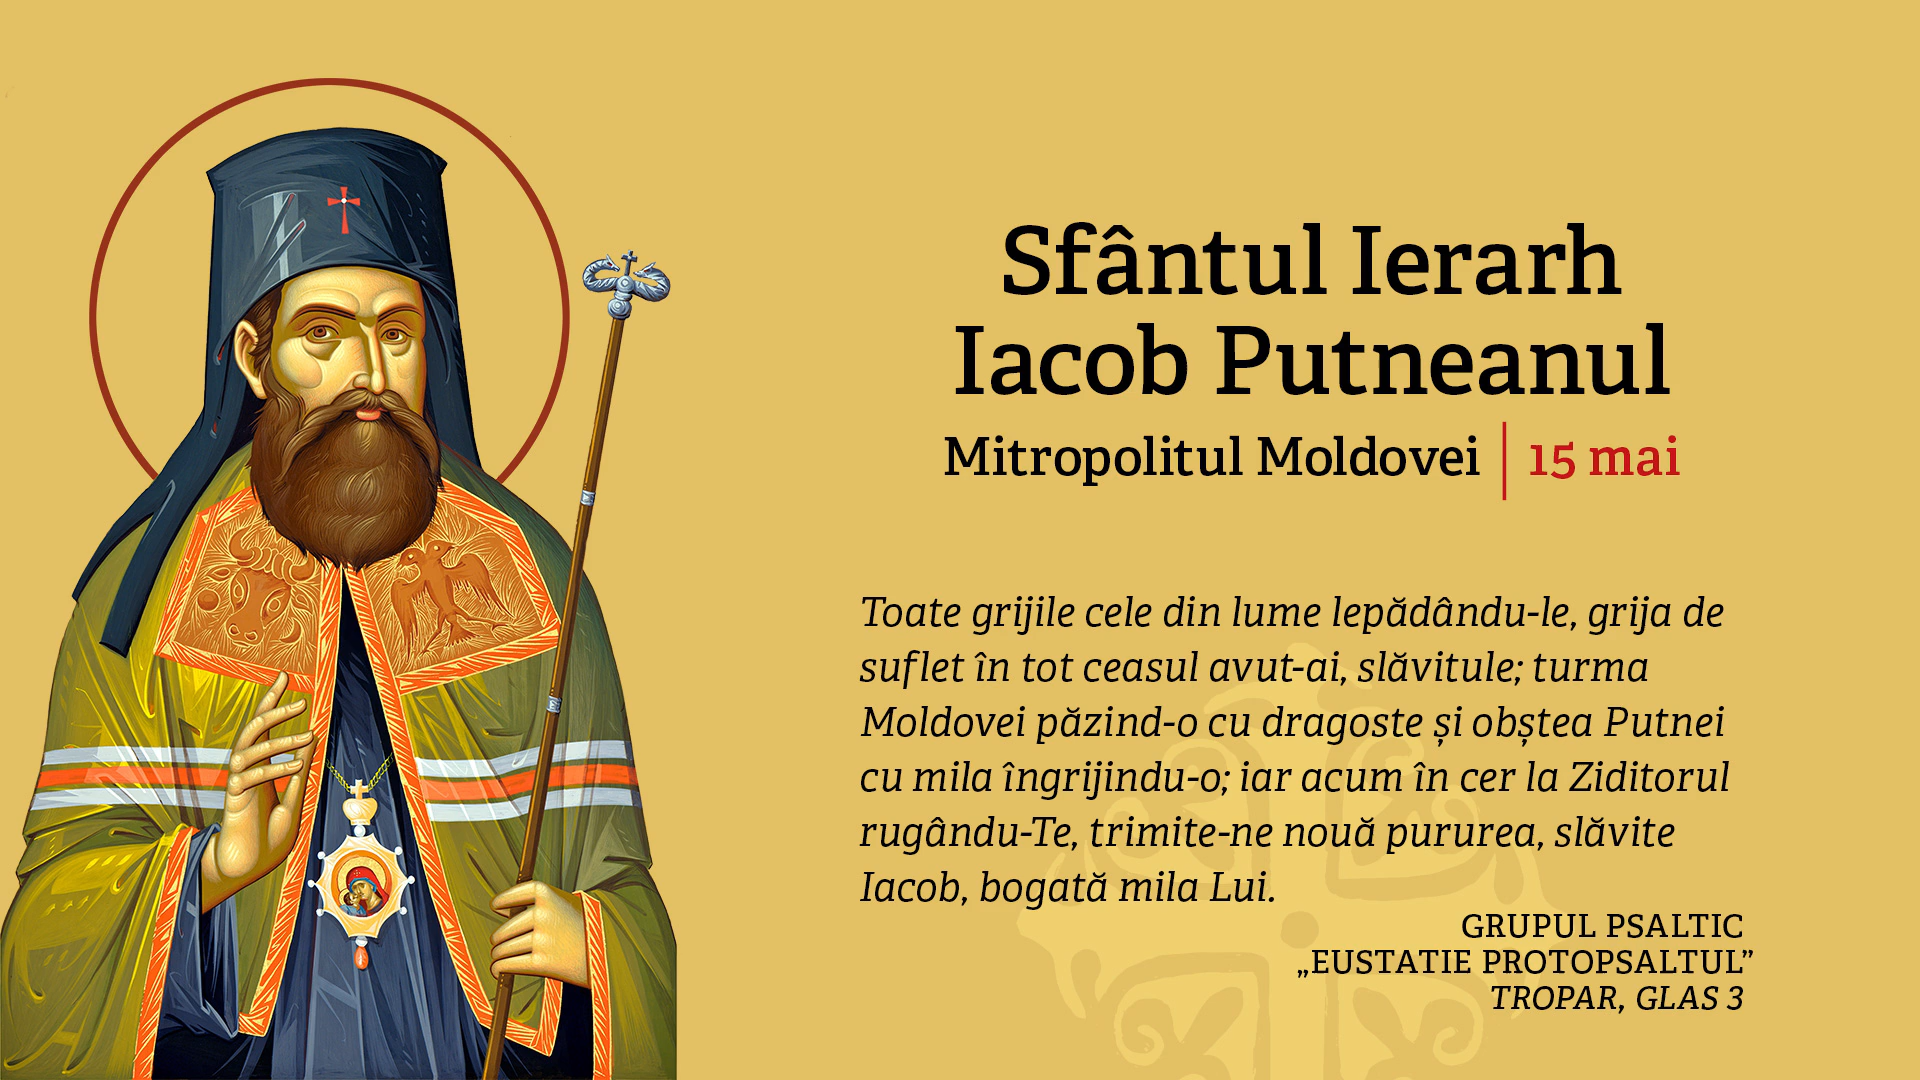 Sfântul Ierarh
Iacob Putneanul
Mitropolitul Moldovei | 15 mai
Toate grijile cele din lume lepădându-le, grija de
suflet în tot ceasul avut-ai, slăvitule; turma
Moldovei păzind-o cu dragoste și obștea Putnei
cu mila îngrijindu-o; iar acum în cer la Ziditorul
rugându-Te, trimite-ne nouă pururea, slăvite
Iacob, bogată mila Lui.
GRUPUL PSALTIC
„EUSTATIE PROTOPSALTUL”
TROPAR, GLAS 3